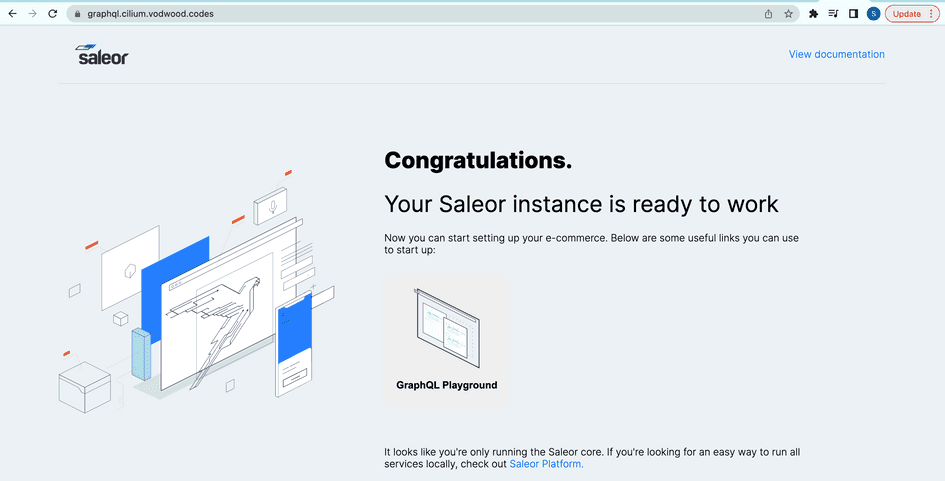 graphql.cilium.vodwood.codes
S
Update
saleor
View documentation
Congratulations.
Your Saleor instance is ready to work
Now you can start setting up your e-commerce. Below are some useful links you can use
to start up:
GraphQL Playground
It looks like you're only running the Saleor core. If you're looking for an easy way to run all
services locally, check out Saleor Platform.